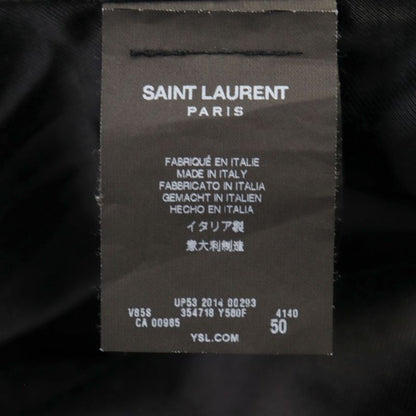 SAINT LAURENT
PARIS
FABRIQUÉ EN ITALIE
MADE IN ITALY
FABBRICATO IN ITALIA
GEMACHT IN ITALIEN
HECHO EN ITALIA
イタリア製
意大利制造
UP53 2014 00293
V858 354718 Y580F 4140
CA 00985 50
YSL.COM